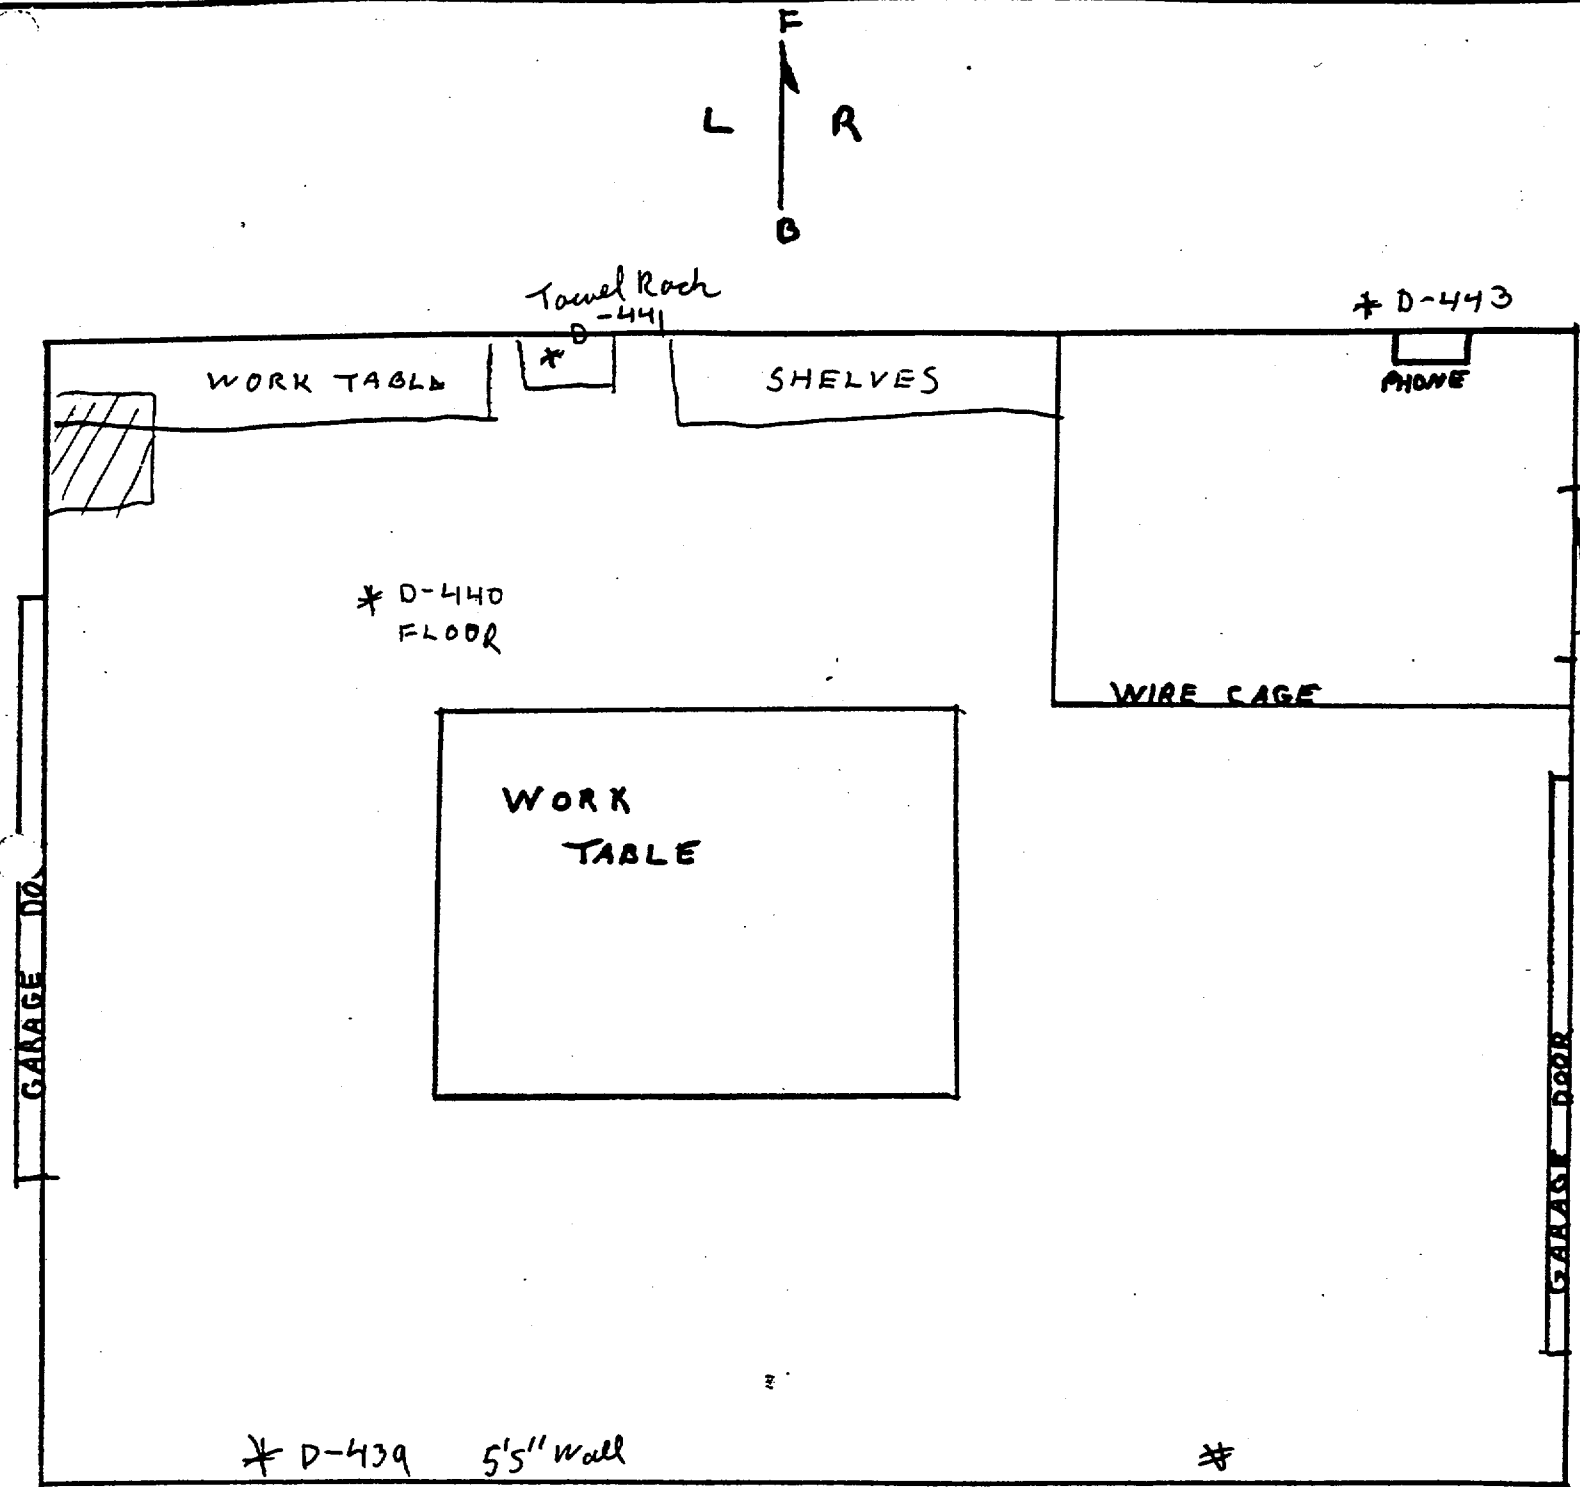 F
L R
B
Towel Rack
D-441
*
* D-443
WORK TABLE
SHELVES
PHONE
* D-440
FLOOR
WIRE CAGE
WORK
TABLE
GARAGE DO
GARAGE DOOR
* D-439 5'5" Wall
*